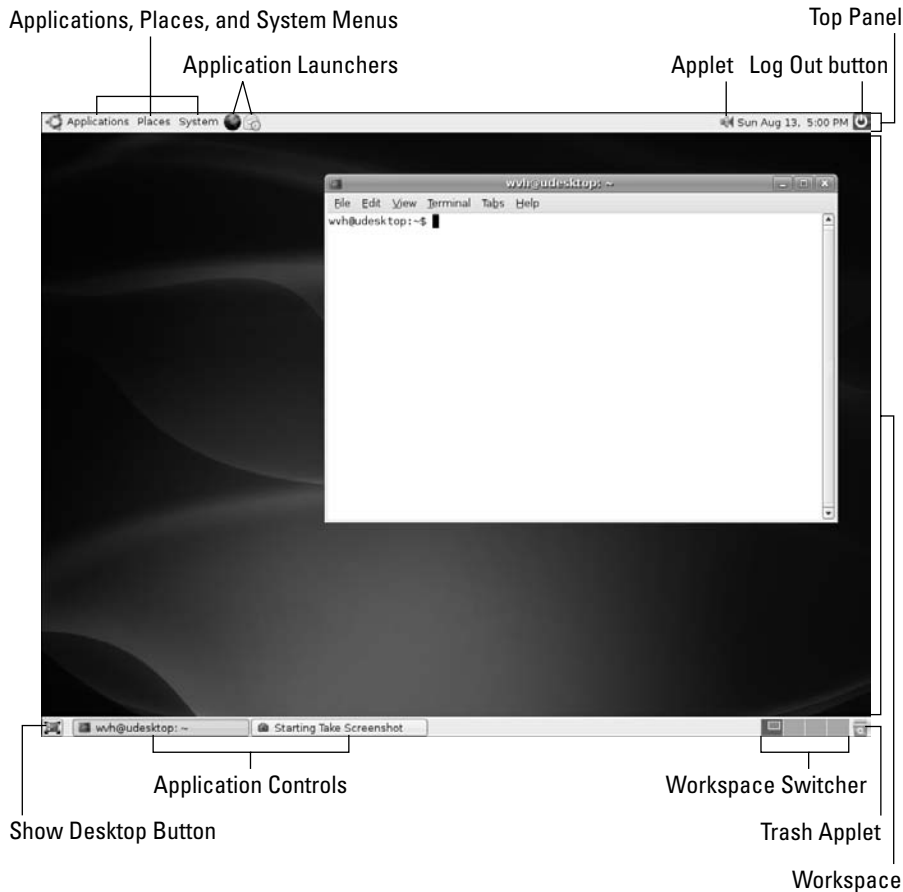 Applications, Places, and System Menus
Top Panel
Application Launchers
Applet
Log Out button
Applications Places System
Sun Aug 13, 5:00 PM
wvh@udesktop: ~
File Edit View Terminal Tabs Help
wvh@udesktop:~$
wvh@udesktop: ~
Starting Take Screenshot
Application Controls
Workspace Switcher
Show Desktop Button
Trash Applet
Workspace